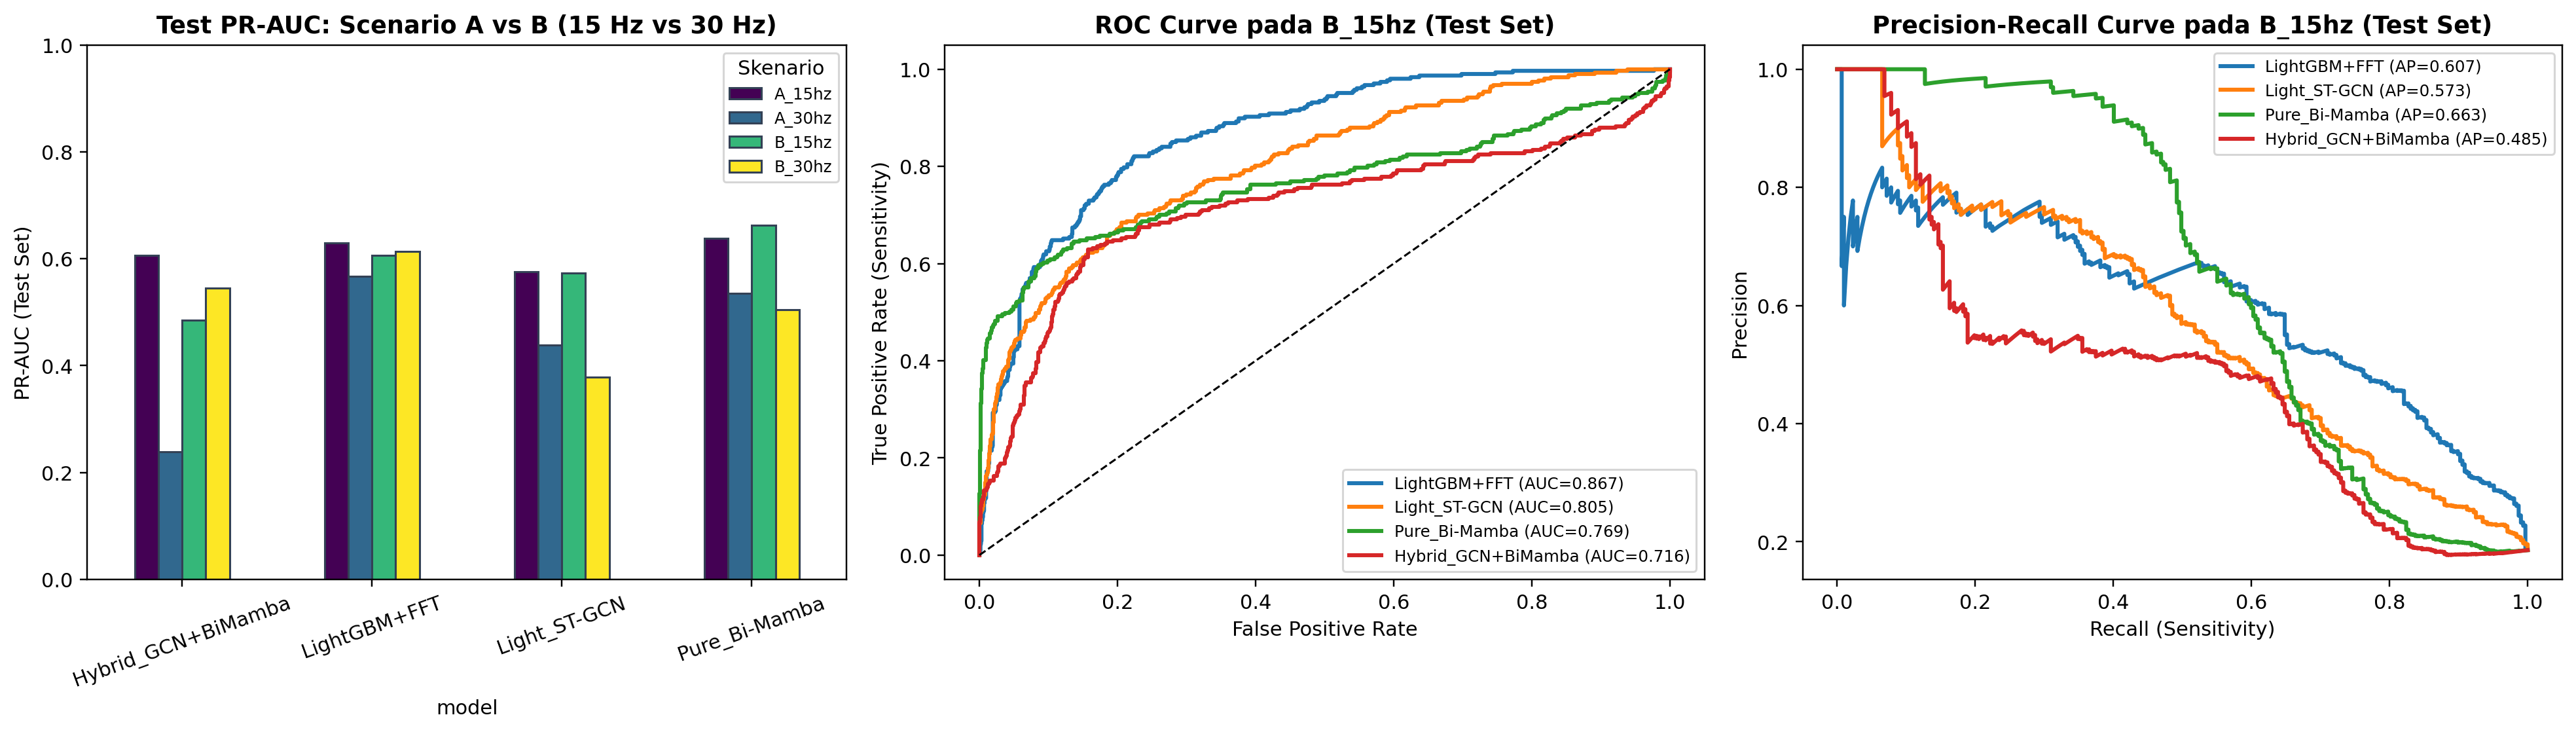 Test PR-AUC: Scenario A vs B (15 Hz vs 30 Hz)
PR-AUC (Test Set)
1.0
0.8
0.6
0.4
0.2
0.0
Skenario
A_15hz
A_30hz
B_15hz
B_30hz
Hybrid_GCN+BiMamba
LightGBM+FFT
Light_ST-GCN
Pure_Bi-Mamba
model
ROC Curve pada B_15hz (Test Set)
True Positive Rate (Sensitivity)
1.0
0.8
0.6
0.4
0.2
0.0
LightGBM+FFT (AUC=0.867)
Light_ST-GCN (AUC=0.805)
Pure_Bi-Mamba (AUC=0.769)
Hybrid_GCN+BiMamba (AUC=0.716)
0.0 0.2 0.4 0.6 0.8 1.0
False Positive Rate
Precision-Recall Curve pada B_15hz (Test Set)
Precision
1.0
0.8
0.6
0.4
0.2
LightGBM+FFT (AP=0.607)
Light_ST-GCN (AP=0.573)
Pure_Bi-Mamba (AP=0.663)
Hybrid_GCN+BiMamba (AP=0.485)
0.0 0.2 0.4 0.6 0.8 1.0
Recall (Sensitivity)